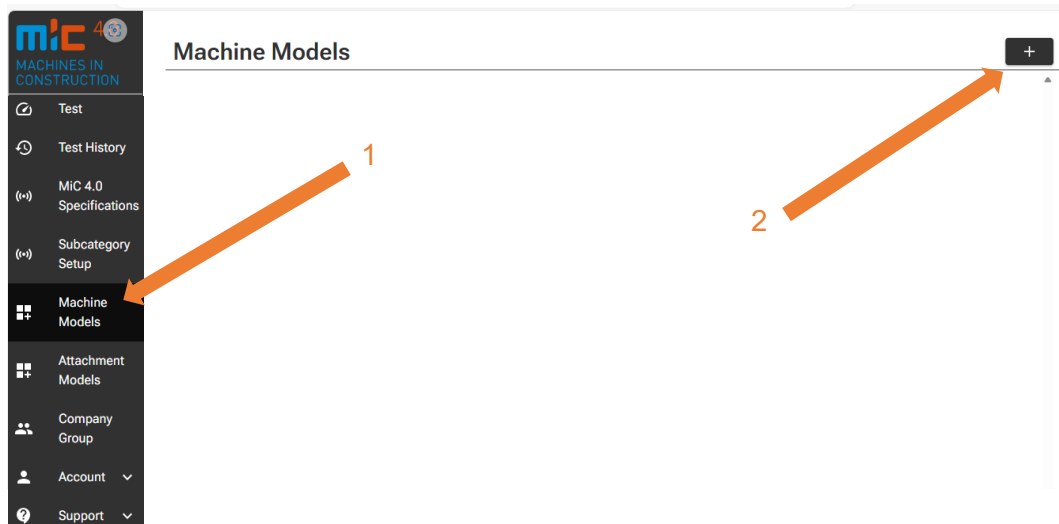 mic 4.0
MACHINES IN
CONSTRUCTION
Machine Models
+
Test
Test History
MiC 4.0
Specifications
Subcategory
Setup
Machine
Models
Attachment
Models
Company
Group
Account
Support
1
2